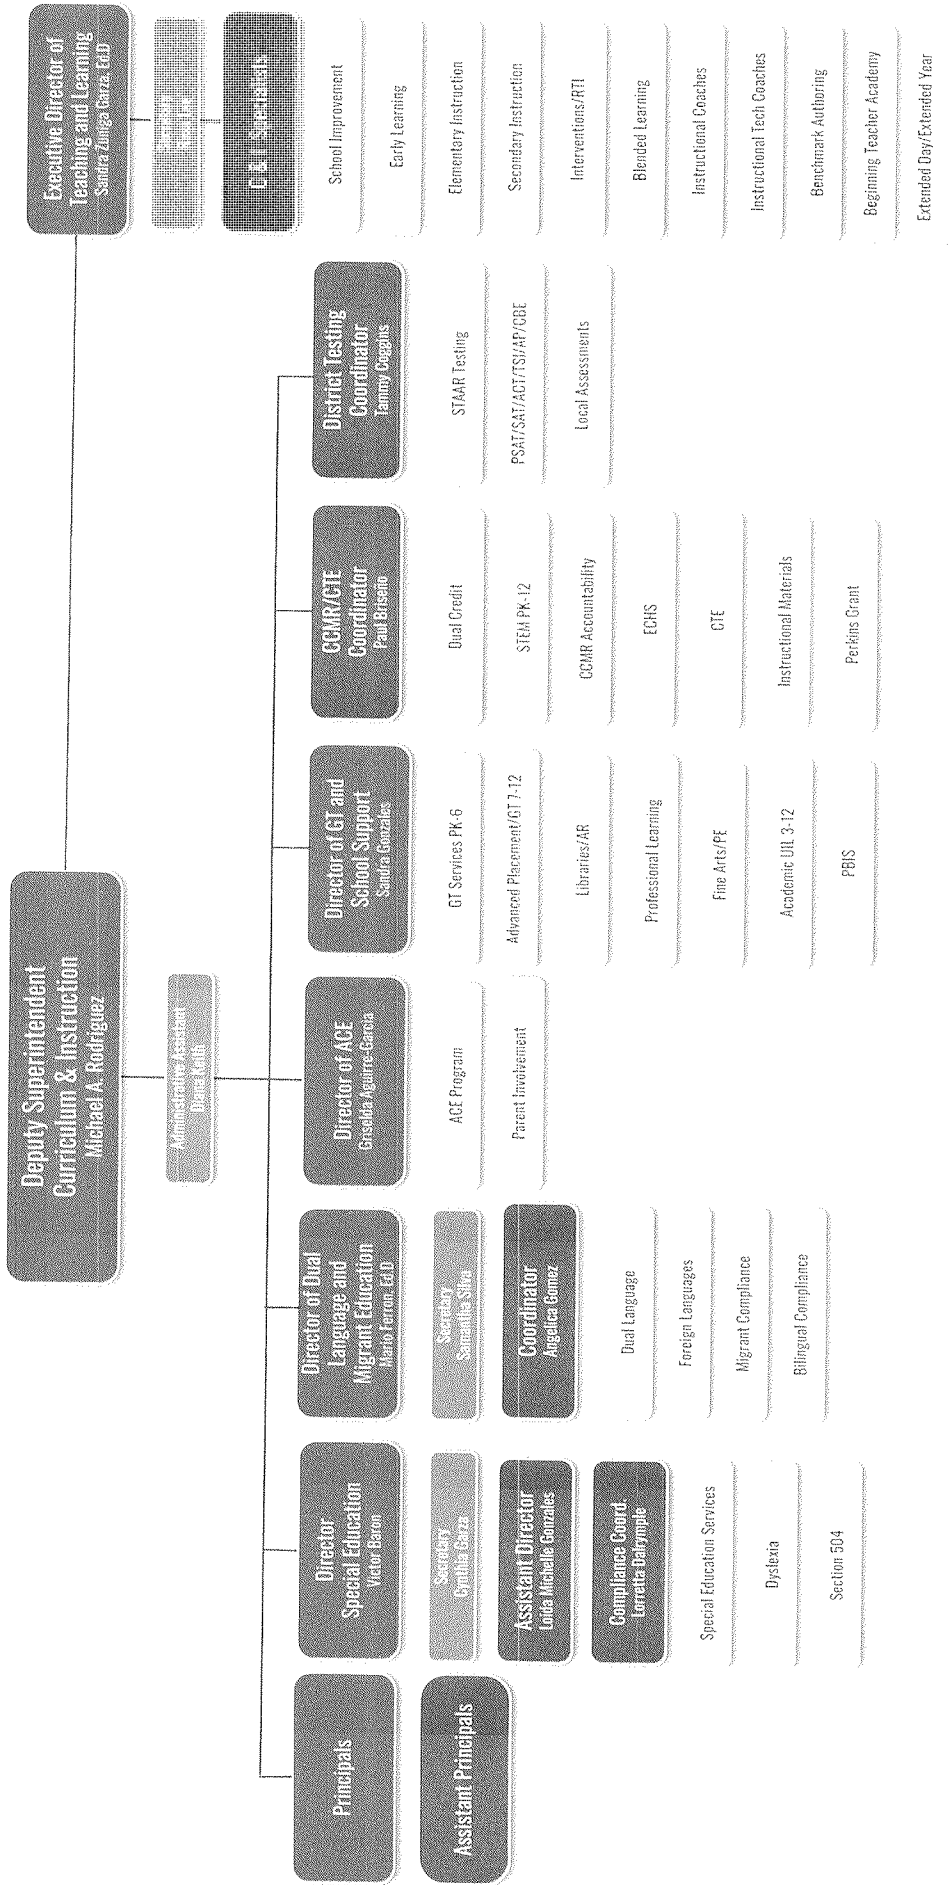 Deputy Superintendent
Curriculum & Instruction
Michael A Rodriguez
Administrative Assistant
Diana Keith
Principals
Assistant Principals
Director
Special Education
Victor Baron
Secretary
Cynthia Garza
Assistant Director
Loida Michelle Gonzales
Compliance Coord.
Lorretta Dalrymple
Special Education Services
Dyslexia
Section 504
Director of Dual
Language and
Migrant Education
Mario Ferron, Ed D
Secretary
Samantha Silva
Coordinator
Angelica Gomez
Dual Language
Foreign Languages
Migrant Compliance
Bilingual Compliance
Director of ACE
Griselda Aguirre-Garcia
ACE Program
Parent Involvement
Director of GT and
School Support
Sandra Gonzales
GT Services PK-6
Advanced Placement/GT 7-12
Libraries/AR
Professional Learning
Fine Arts/PE
Academic UIL 3-12
PBIS
CCMR/CTE
Coordinator
Paul Briseño
Dual Credit
STEM PK-12
CCMR Accountability
ECHS
CTE
Instructional Materials
Perkins Grant
District Testing
Coordinator
Tammy Coggins
STAAR Testing
PSAT/SAT/ACT/TSI/AP/CBE
Local Assessments
Executive Director of
Teaching and Learning
Sandra Zuniga Garza, Ed.D
C & I Specialists
School Improvement
Early Learning
Elementary Instruction
Secondary Instruction
Interventions/RTI
Blended Learning
Instructional Coaches
Instructional Tech Coaches
Benchmark Authoring
Beginning Teacher Academy
Extended Day/Extended Year